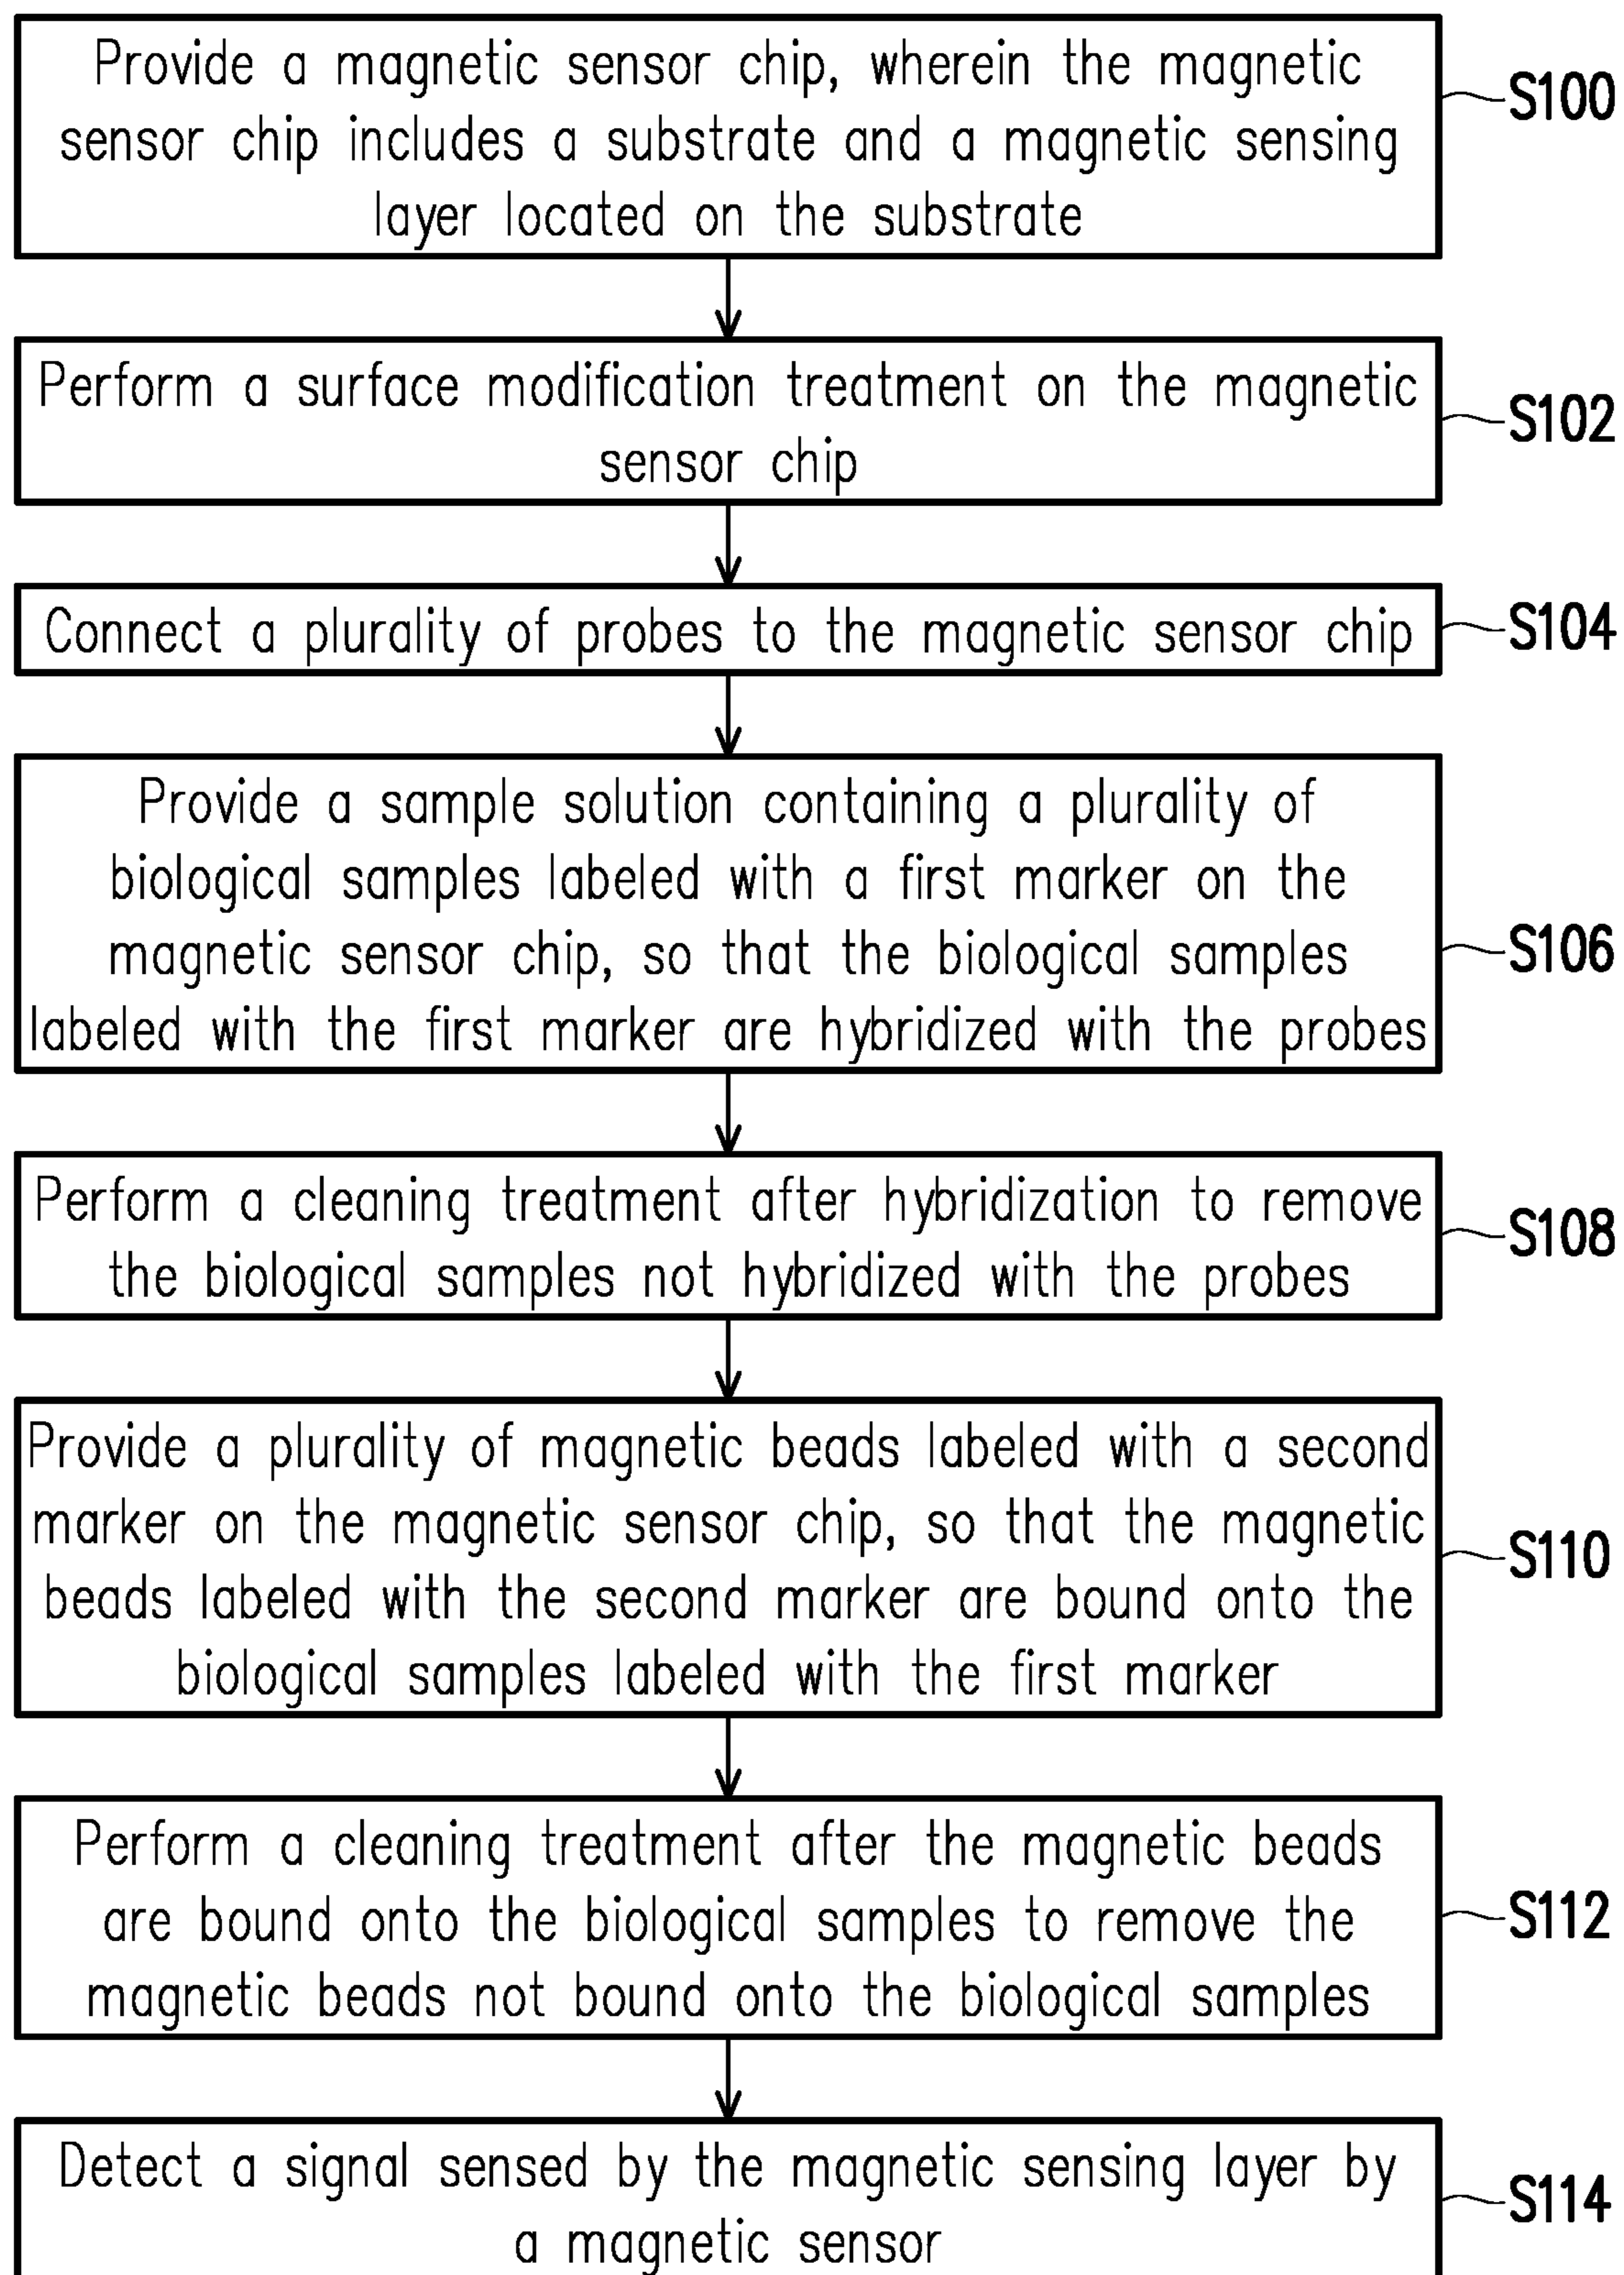 Provide a magnetic sensor chip, wherein the magnetic
sensor chip includes a substrate and a magnetic sensing
layer located on the substrate
S100
Perform a surface modification treatment on the magnetic
sensor chip
S102
Connect a plurality of probes to the magnetic sensor chip
S104
Provide a sample solution containing a plurality of
biological samples labeled with a first marker on the
magnetic sensor chip, so that the biological samples
labeled with the first marker are hybridized with the probes
S106
Perform a cleaning treatment after hybridization to remove
the biological samples not hybridized with the probes
S108
Provide a plurality of magnetic beads labeled with a second
marker on the magnetic sensor chip, so that the magnetic
beads labeled with the second marker are bound onto the
biological samples labeled with the first marker
S110
Perform a cleaning treatment after the magnetic beads
are bound onto the biological samples to remove the
magnetic beads not bound onto the biological samples
S112
Detect a signal sensed by the magnetic sensing layer by
a magnetic sensor
S114